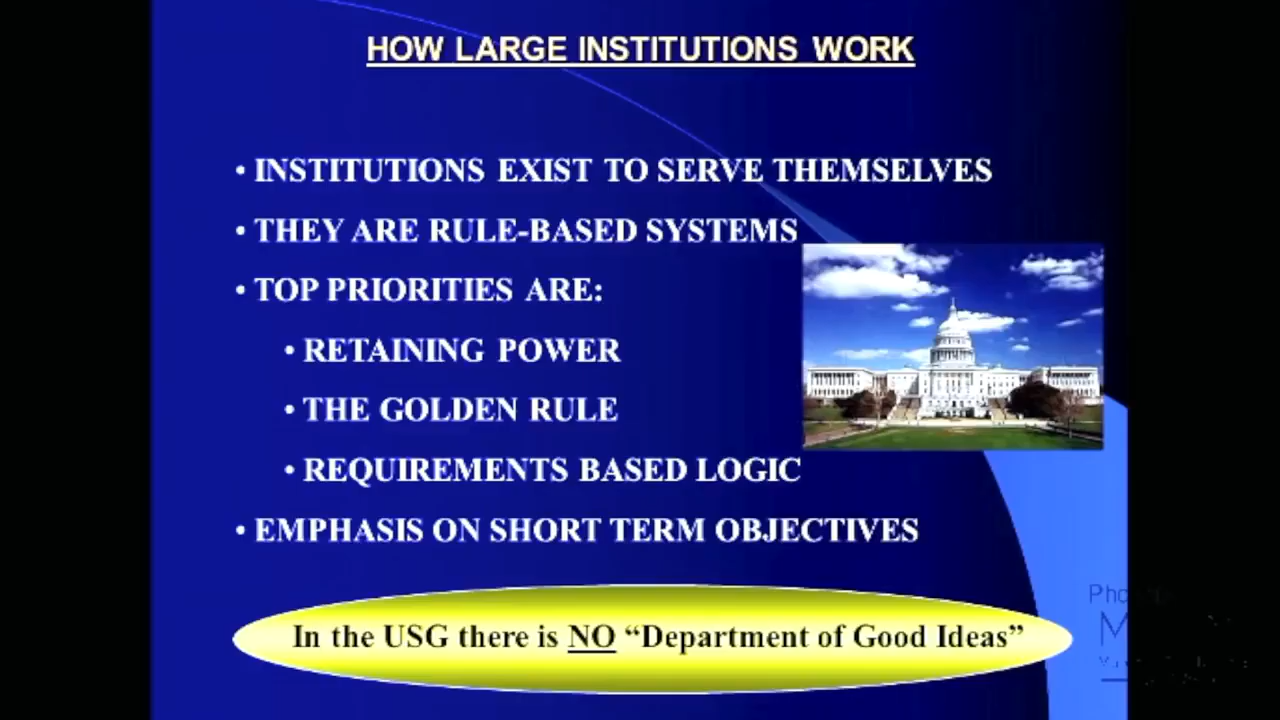 HOW LARGE INSTITUTIONS WORK
• INSTITUTIONS EXIST TO SERVE THEMSELVES
• THEY ARE RULE-BASED SYSTEMS
• TOP PRIORITIES ARE:
• RETAINING POWER
• THE GOLDEN RULE
• REQUIREMENTS BASED LOGIC
• EMPHASIS ON SHORT TERM OBJECTIVES
In the USG there is NO “Department of Good Ideas”